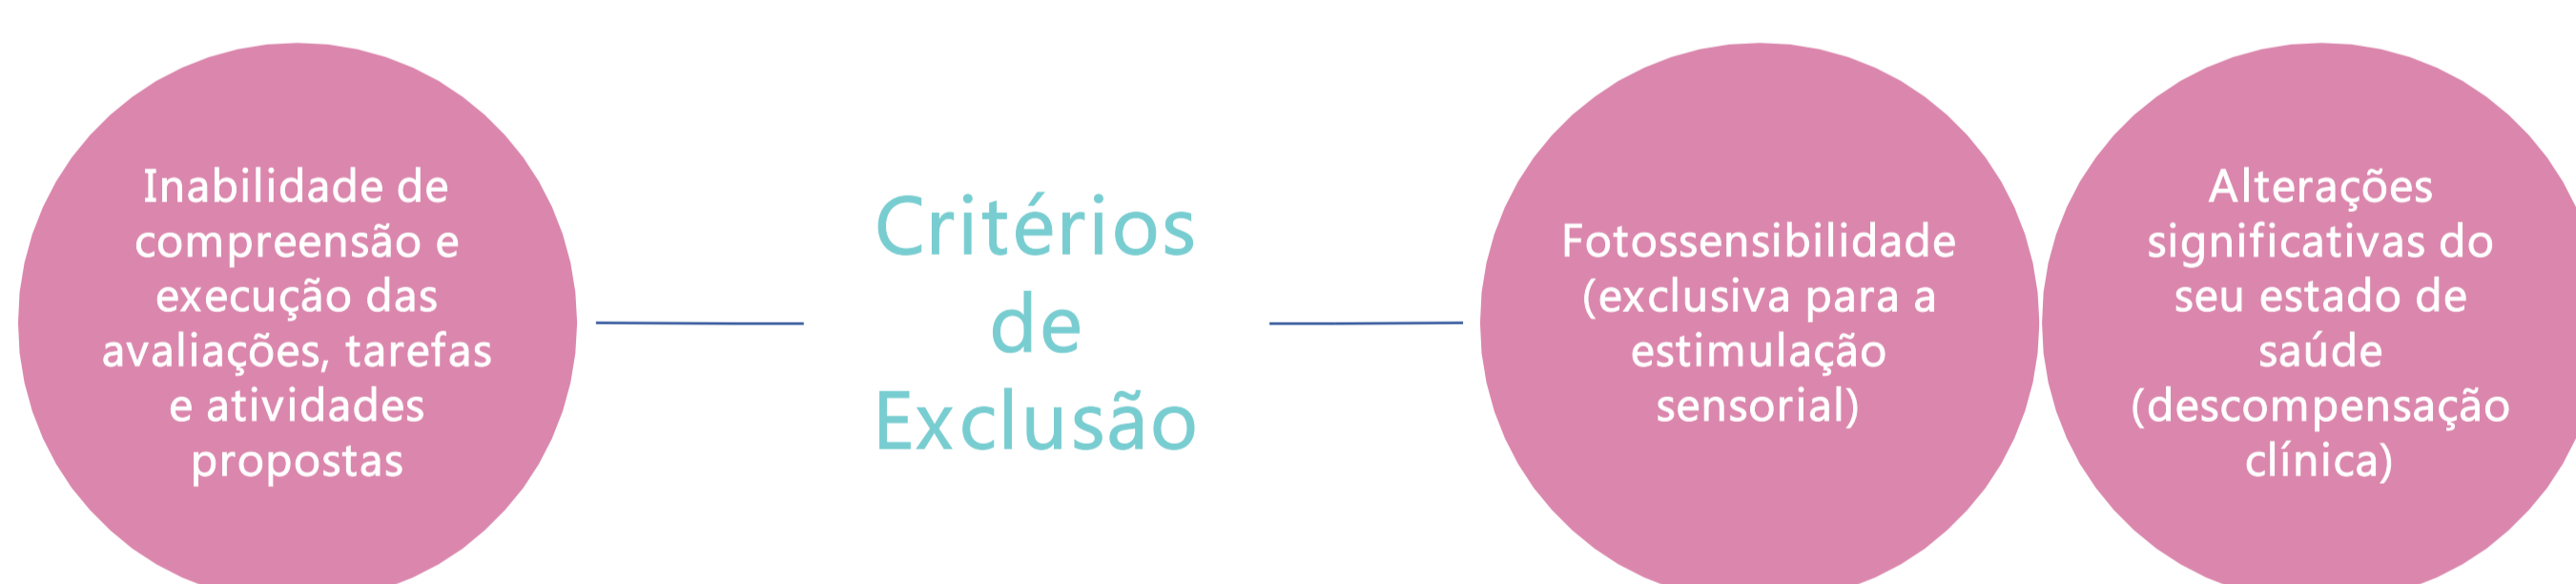 Inabilidade de
compreensão e
execução das
avaliações, tarefas
e atividades
propostas
Critérios
de
Exclusão
Fotossensibilidade
(exclusiva para a
estimulação
sensorial)
Alterações
significativas do
seu estado de
saúde
(descompensação
clínica)